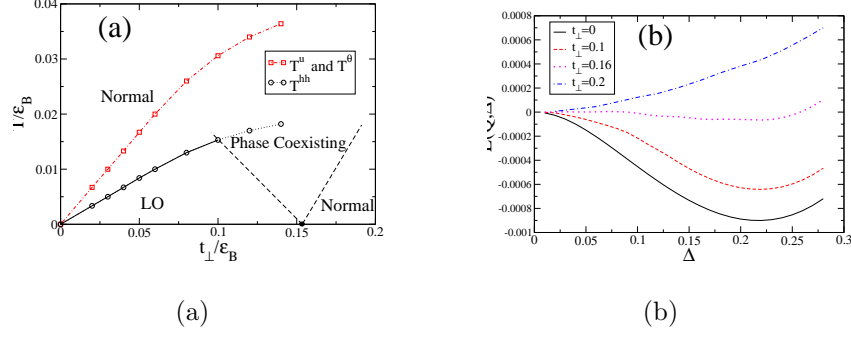 (a)
0.04
0.03
0.02
0.01
0
T/ε_B
T^u and T^θ
T^hh
Normal
Phase Coexisting
LO
Normal
0 0.05 0.1 0.15 0.2
t⊥/ε_B
(a)
(b)
0.0008
0.0006
0.0004
0.0002
0
-0.0002
-0.0004
-0.0006
-0.0008
-0.001
E(Q,Δ)
t⊥=0
t⊥=0.1
t⊥=0.16
t⊥=0.2
0 0.05 0.1 0.15 0.2 0.25 0.3
Δ
(b)